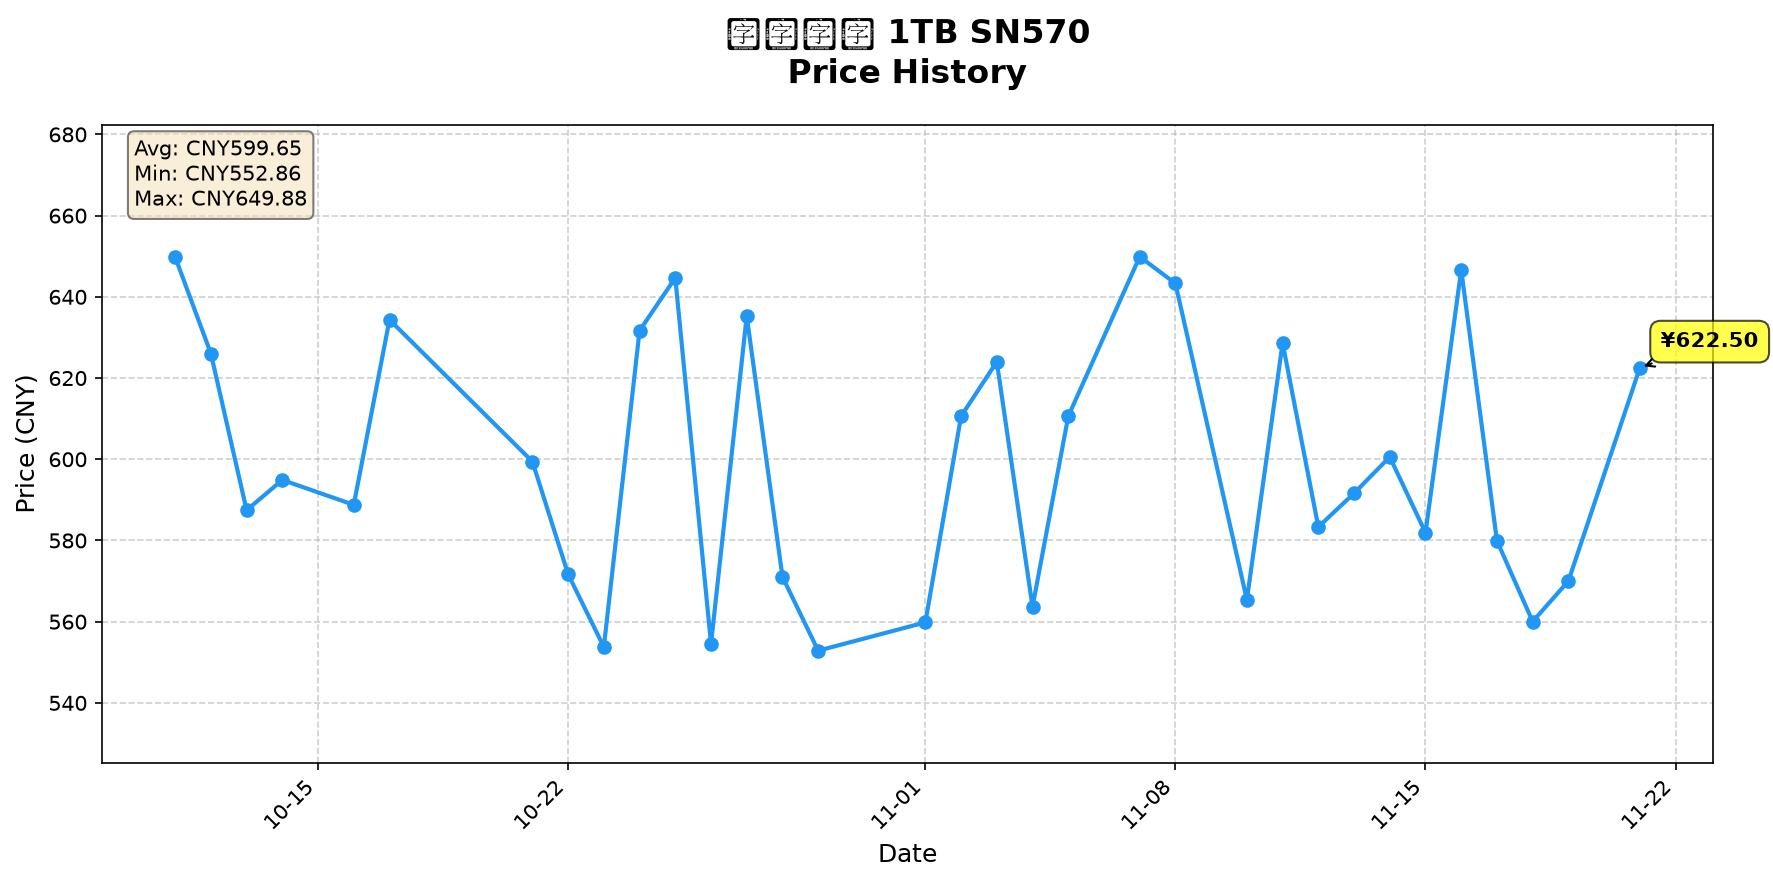 1TB SN570
Price History
Avg: CNY599.65
Min: CNY552.86
Max: CNY649.88
¥622.50
Price (CNY)
680
660
640
620
600
580
560
540
10-15
10-22
11-01
11-08
11-15
11-22
Date